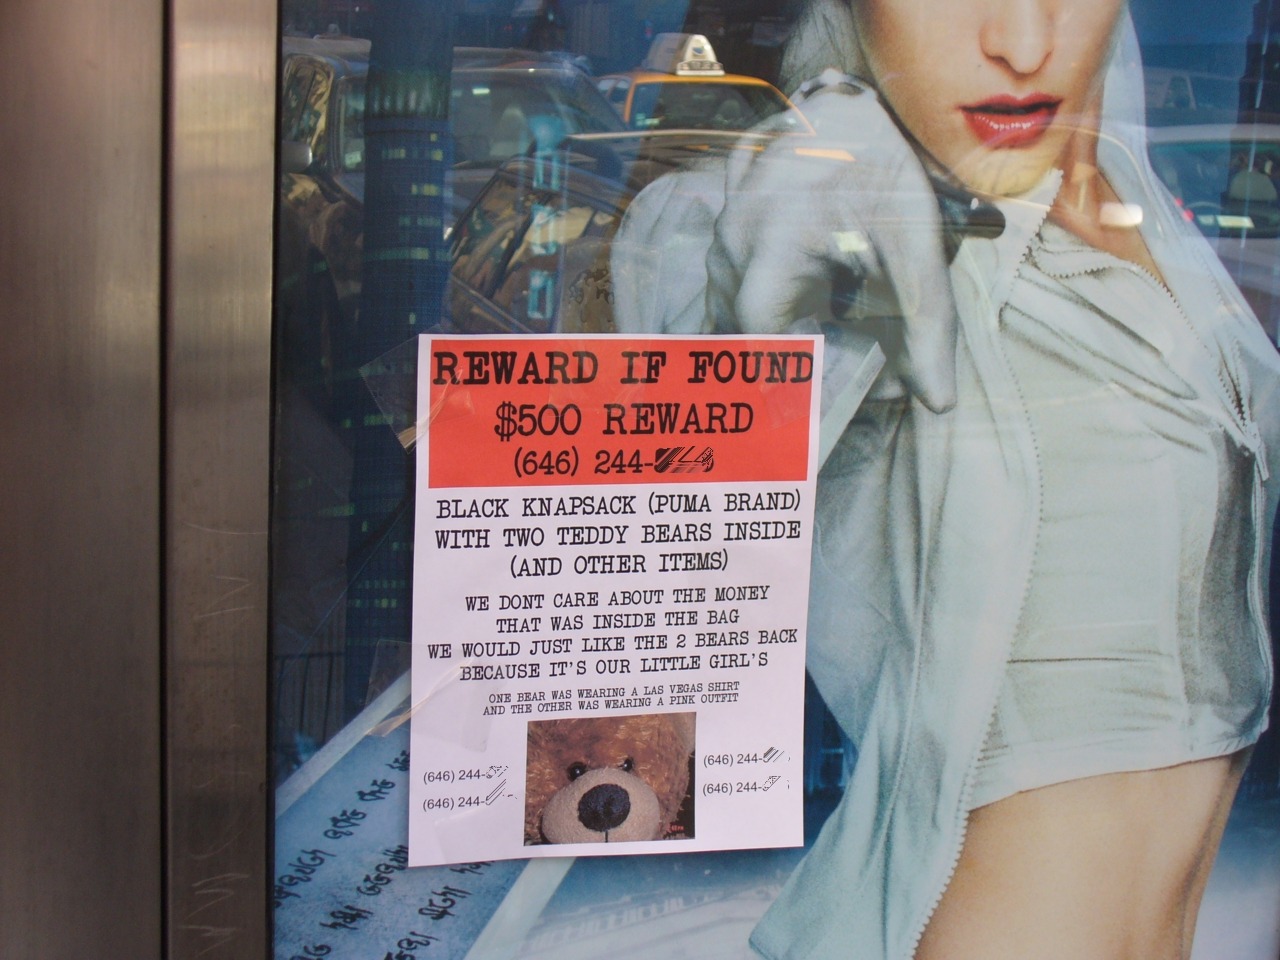 REWARD IF FOUND
$500 REWARD
(646) 244-
BLACK KNAPSACK (PUMA BRAND)
WITH TWO TEDDY BEARS INSIDE
(AND OTHER ITEMS)
WE DONT CARE ABOUT THE MONEY
THAT WAS INSIDE THE BAG
WE WOULD JUST LIKE THE 2 BEARS BACK
BECAUSE IT'S OUR LITTLE GIRL'S
ONE BEAR WAS WEARING A LAS VEGAS SHIRT
AND THE OTHER WAS WEARING A PINK OUTFIT
(646) 244-
(646) 244-
(646) 244-
(646) 244-